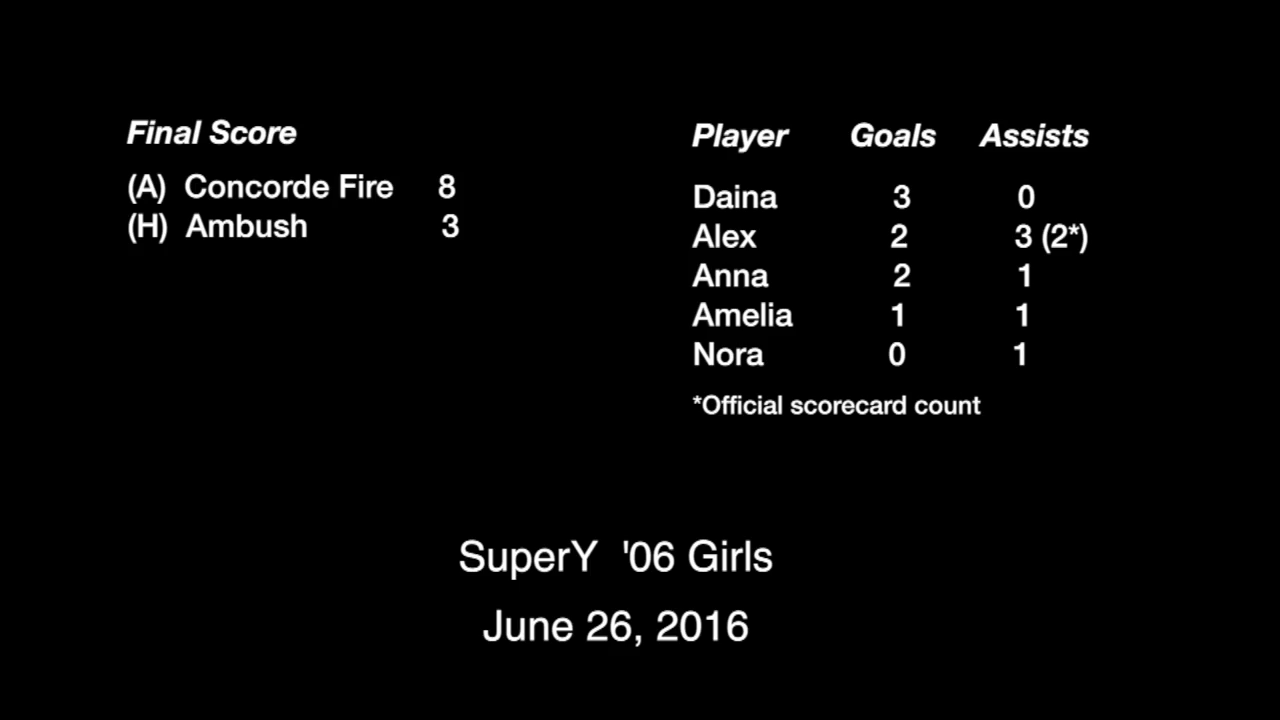 Final Score
(A) Concorde Fire 8
(H) Ambush 3
Player Goals Assists
Daina 3 0
Alex 2 3 (2*)
Anna 2 1
Amelia 1 1
Nora 0 1
*Official scorecard count
SuperY '06 Girls
June 26, 2016